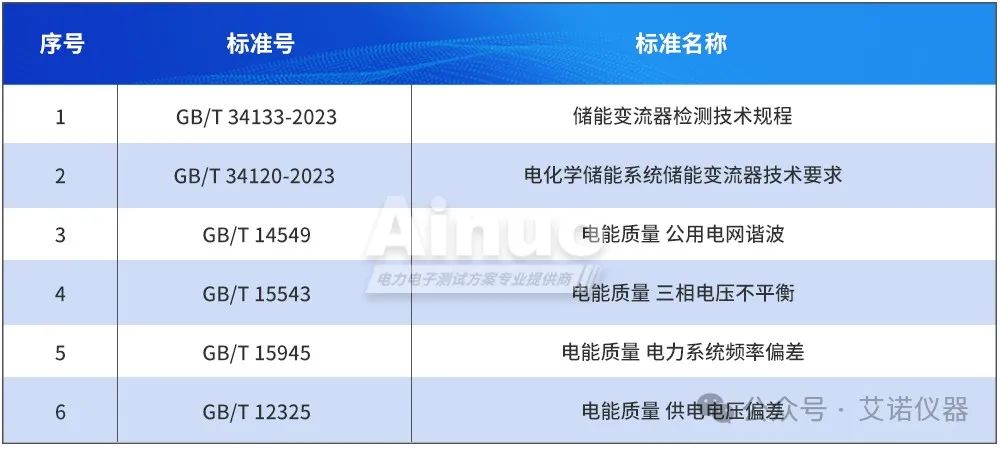 序号 标准号 标准名称
1 GB/T 34133-2023 储能变流器检测技术规程
2 GB/T 34120-2023 电化学储能系统储能变流器技术要求
Ainuo
3 GB/T 14549 电能质量 公用电网谐波
电力电子测试方案专业提供商
4 GB/T 15543 电能质量 三相电压不平衡
5 GB/T 15945 电能质量 电力系统频率偏差
6 GB/T 12325 电能质量 供电电压偏差
公众号 · 艾诺仪器